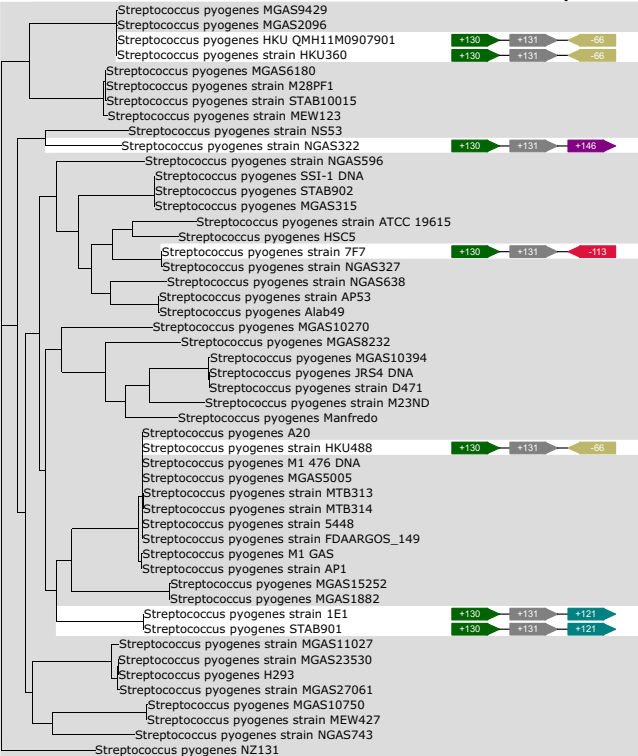 Streptococcus pyogenes MGAS9429
Streptococcus pyogenes MGAS2096
Streptococcus pyogenes HKU QMH11M0907901 +130 +131 -66
Streptococcus pyogenes strain HKU360 +130 +131 -66
Streptococcus pyogenes MGAS6180
Streptococcus pyogenes strain M28PF1
Streptococcus pyogenes strain STAB10015
Streptococcus pyogenes strain MEW123
Streptococcus pyogenes strain NS53
Streptococcus pyogenes strain NGAS322 +130 +131 +146
Streptococcus pyogenes strain NGAS596
Streptococcus pyogenes SSI-1 DNA
Streptococcus pyogenes STAB902
Streptococcus pyogenes MGAS315
Streptococcus pyogenes strain ATCC 19615
Streptococcus pyogenes HSC5
Streptococcus pyogenes strain 7F7 +130 +131 -113
Streptococcus pyogenes strain NGAS327
Streptococcus pyogenes strain NGAS638
Streptococcus pyogenes strain AP53
Streptococcus pyogenes Alab49
Streptococcus pyogenes MGAS10270
Streptococcus pyogenes MGAS8232
Streptococcus pyogenes MGAS10394
Streptococcus pyogenes JRS4 DNA
Streptococcus pyogenes strain D471
Streptococcus pyogenes strain M23ND
Streptococcus pyogenes Manfredo
Streptococcus pyogenes A20
Streptococcus pyogenes strain HKU488 +130 +131 -66
Streptococcus pyogenes M1 476 DNA
Streptococcus pyogenes MGAS5005
Streptococcus pyogenes strain MTB313
Streptococcus pyogenes strain MTB314
Streptococcus pyogenes strain 5448
Streptococcus pyogenes strain FDAARGOS_149
Streptococcus pyogenes M1 GAS
Streptococcus pyogenes strain AP1
Streptococcus pyogenes MGAS15252
Streptococcus pyogenes MGAS1882
Streptococcus pyogenes strain 1E1 +130 +131 +121
Streptococcus pyogenes STAB901 +130 +131 +121
Streptococcus pyogenes strain MGAS11027
Streptococcus pyogenes strain MGAS23530
Streptococcus pyogenes H293
Streptococcus pyogenes strain MGAS27061
Streptococcus pyogenes MGAS10750
Streptococcus pyogenes strain MEW427
Streptococcus pyogenes strain NGAS743
Streptococcus pyogenes NZ131